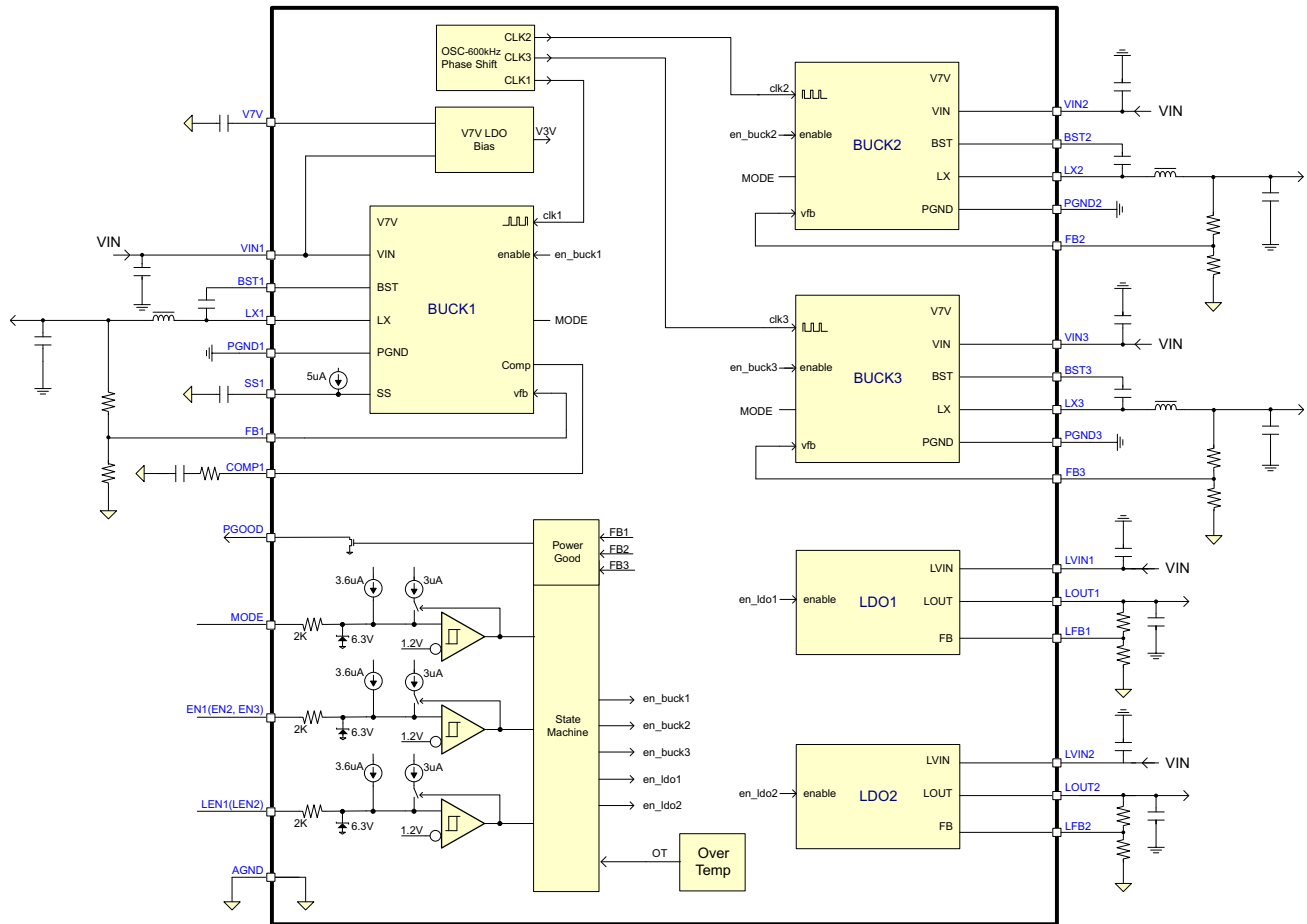 CLK2
OSC-600kHz
Phase Shift
CLK3
CLK1
V7V
V7V LDO
Bias
V3V
V7V
clk1
VIN
VIN1
VIN
enable
en_buck1
BST1
BST
BUCK1
LX1
LX
MODE
PGND1
PGND
Comp
SS1
5uA
SS
vfb
FB1
COMP1
V7V
clk2
VIN
VIN2
VIN
en_buck2
enable
BST
BST2
BUCK2
MODE
LX
LX2
vfb
PGND
PGND2
FB2
V7V
clk3
VIN
VIN3
VIN
en_buck3
enable
BST
BST3
BUCK3
MODE
LX
LX3
vfb
PGND
PGND3
FB3
PGOOD
Power
Good
FB1
FB2
FB3
3.6uA
3uA
MODE
2K
6.3V
1.2V
3.6uA
3uA
EN1(EN2, EN3)
2K
6.3V
1.2V
3.6uA
3uA
LEN1(LEN2)
2K
6.3V
1.2V
AGND
State
Machine
en_buck1
en_buck2
en_buck3
en_ldo1
en_ldo2
OT
Over
Temp
LVIN
LVIN1
VIN
en_ldo1
enable
LDO1
LOUT
LOUT1
FB
LFB1
LVIN
LVIN2
VIN
en_ldo2
enable
LDO2
LOUT
LOUT2
FB
LFB2